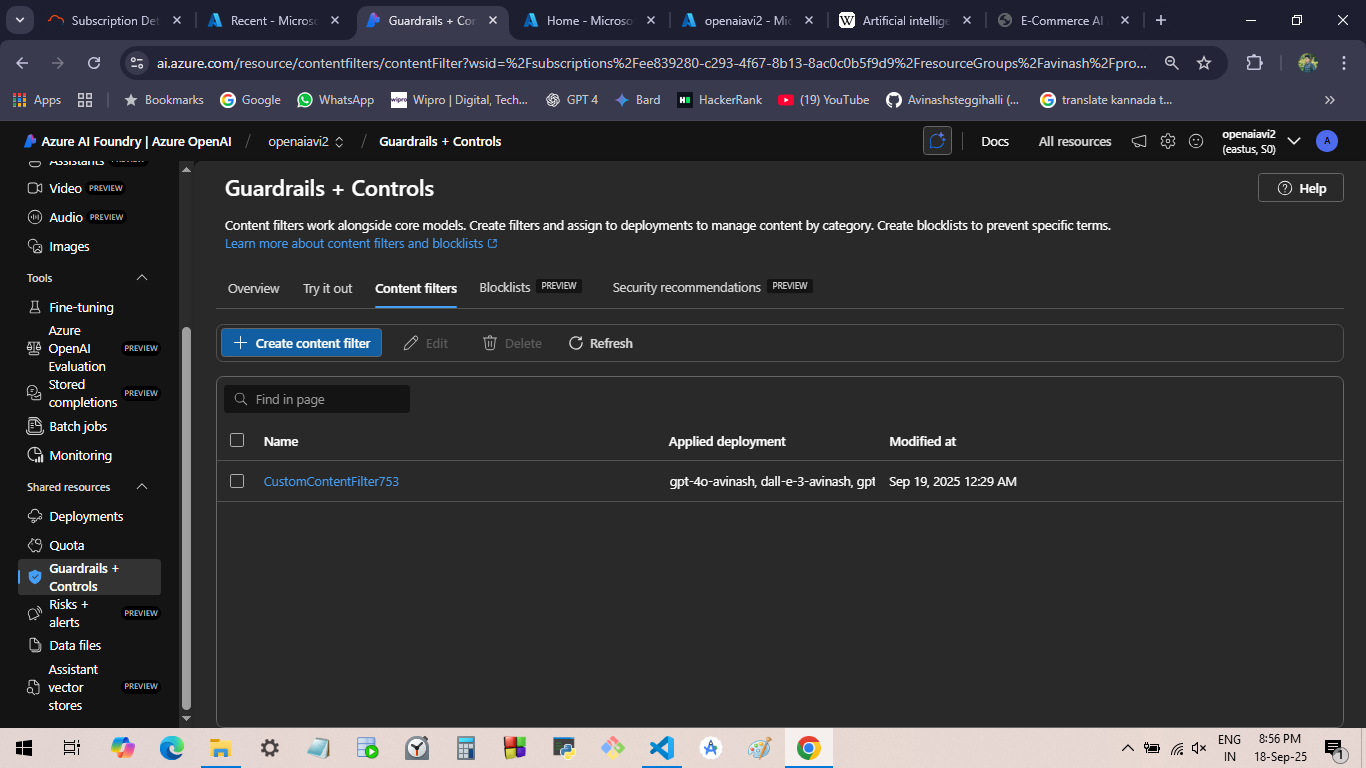 Subscription Det
Recent - Microso
Guardrails + Co
Home - Microso
openaiavi2 - Mic
Artificial intellige
E-Commerce AI
ai.azure.com/resource/contentfilters/contentFilter?wsid=%2Fsubscriptions%2Fee839280-c293-4f67-8b13-8ac0c0b5f9d9%2FresourceGroups%2Favinash%2Fpro...
Apps
Bookmarks
Google
WhatsApp
wipro
Wipro | Digital, Tech...
GPT 4
Bard
HackerRank
(19) YouTube
Avinashsteggihalli (...
translate kannada t...
Azure AI Foundry | Azure OpenAI / openaiavi2 / Guardrails + Controls
Docs
All resources
openaiavi2
(eastus, S0)
A
Assistants
Video PREVIEW
Audio PREVIEW
Images
Tools
Fine-tuning
Azure
OpenAI PREVIEW
Evaluation
Stored
completions PREVIEW
Batch jobs
Monitoring
Shared resources
Deployments
Quota
Guardrails +
Controls
Risks +
alerts PREVIEW
Data files
Assistant
vector PREVIEW
stores
Guardrails + Controls
Help
Content filters work alongside core models. Create filters and assign to deployments to manage content by category. Create blocklists to prevent specific terms.
Learn more about content filters and blocklists
Overview
Try it out
Content filters
Blocklists PREVIEW
Security recommendations PREVIEW
Create content filter
Edit
Delete
Refresh
Find in page
Name Applied deployment Modified at
CustomContentFilter753 gpt-4o-avinash, dall-e-3-avinash, gpt Sep 19, 2025 12:29 AM
ENG
IN
8:56 PM
18-Sep-25
1